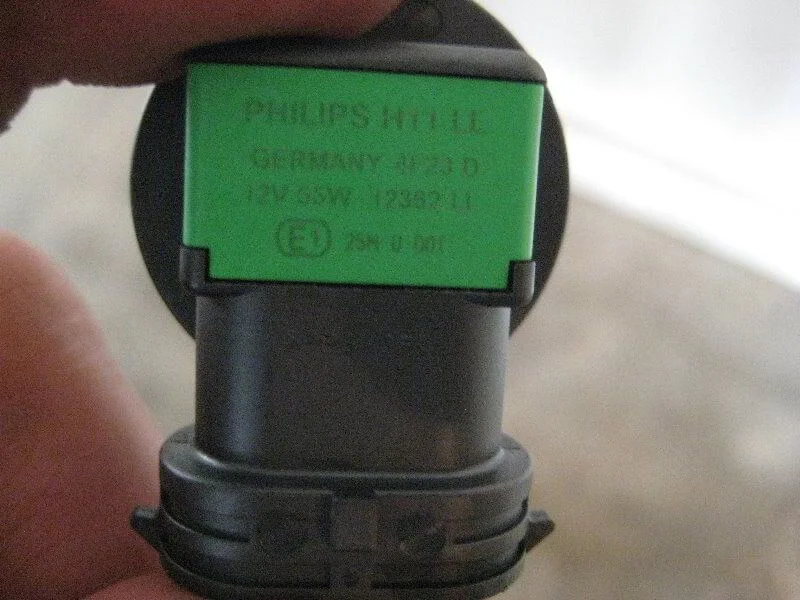 PHILIPS H11 LL
GERMANY D
12V 55W 12362 LL
E1